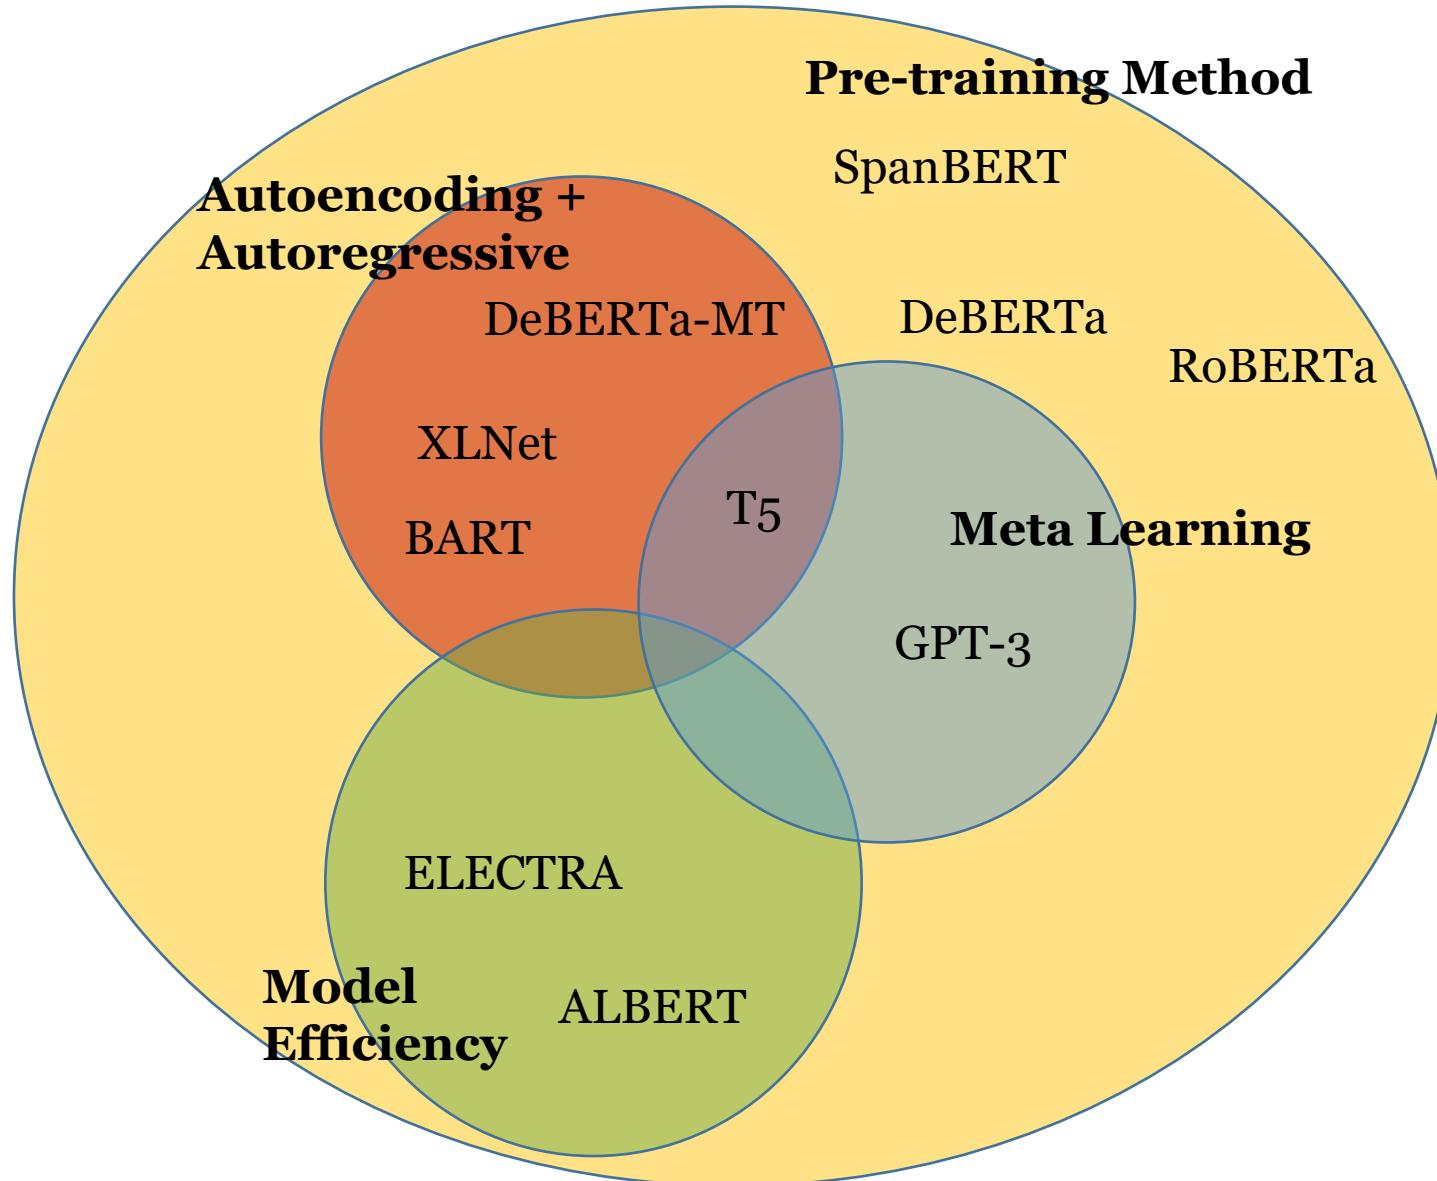 Pre-training Method
SpanBERT
Autoencoding +
Autoregressive
DeBERTa-MT
DeBERTa
RoBERTa
XLNet
T5
BART
Meta Learning
GPT-3
ELECTRA
Model
Efficiency
ALBERT